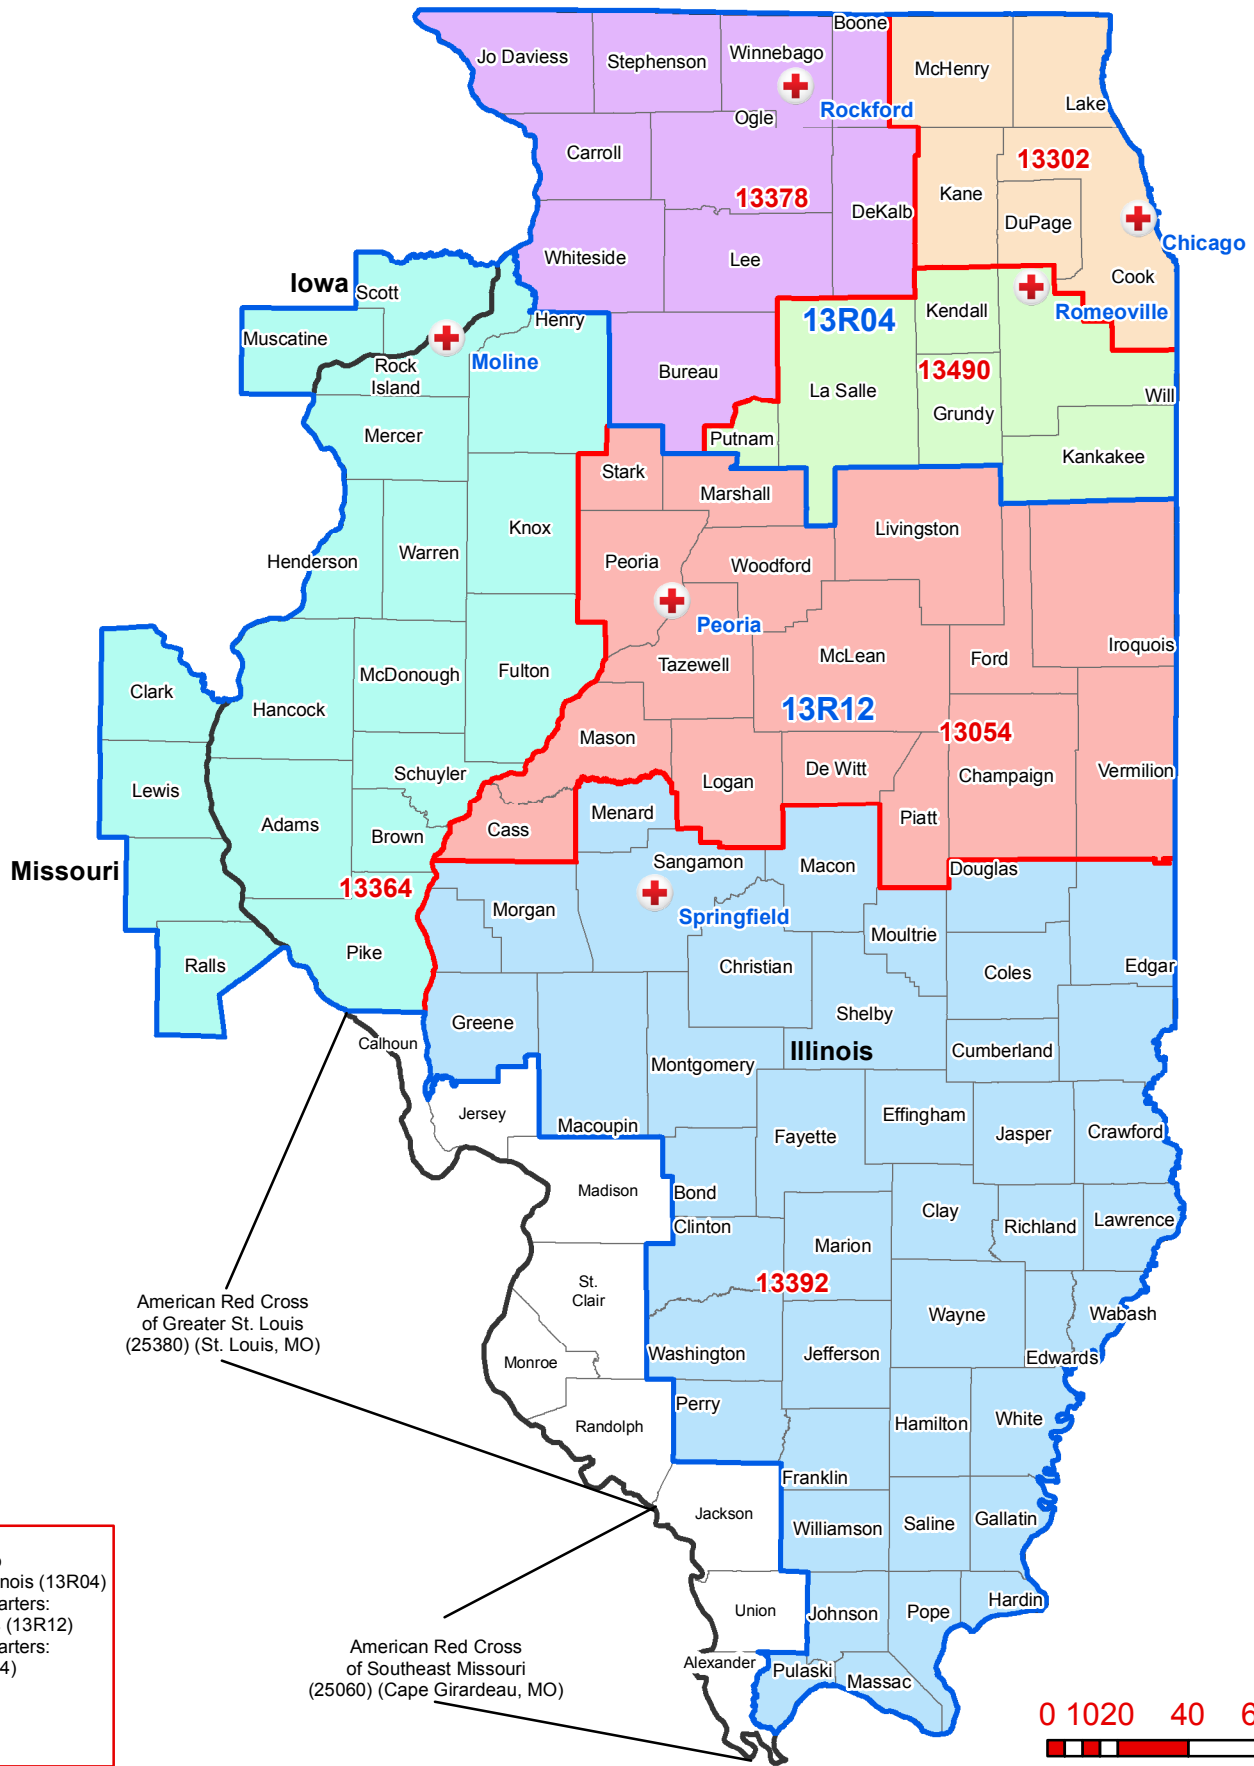 Boone
Jo Daviess
Stephenson
Winnebago
McHenry
Lake
Rockford
Ogle
Carroll
13302
13378
Kane
DeKalb
DuPage
Chicago
Whiteside
Lee
Cook
Iowa
Scott
Muscatine
Henry
13R04
Kendall
Romeoville
Moline
Rock
Island
Bureau
13490
La Salle
Will
Grundy
Mercer
Putnam
Kankakee
Stark
Marshall
Knox
Livingston
Henderson
Warren
Peoria
Woodford
Peoria
Iroquois
McDonough
Fulton
Tazewell
McLean
Ford
Clark
Hancock
13R12
13054
Mason
Schuyler
Logan
De Witt
Champaign
Vermilion
Lewis
Adams
Brown
Cass
Menard
Piatt
Missouri
13364
Sangamon
Macon
Douglas
Morgan
Springfield
Moultrie
Ralls
Pike
Christian
Coles
Edgar
Greene
Shelby
Calhoun
Illinois
Cumberland
Montgomery
Jersey
Macoupin
Effingham
Fayette
Jasper
Crawford
Madison
Bond
Clinton
Clay
Richland
Lawrence
Marion
13392
St.
Clair
American Red Cross
of Greater St. Louis
(25380) (St. Louis, MO)
Wayne
Wabash
Monroe
Washington
Jefferson
Edwards
Perry
Randolph
Hamilton
White
Franklin
Jackson
Williamson
Saline
Gallatin
nois (13R04)
arters:
(13R12)
arters:
4)
Union
Johnson
Pope
Hardin
American Red Cross
of Southeast Missouri
(25060) (Cape Girardeau, MO)
Alexander
Pulaski
Massac
0 1020 40